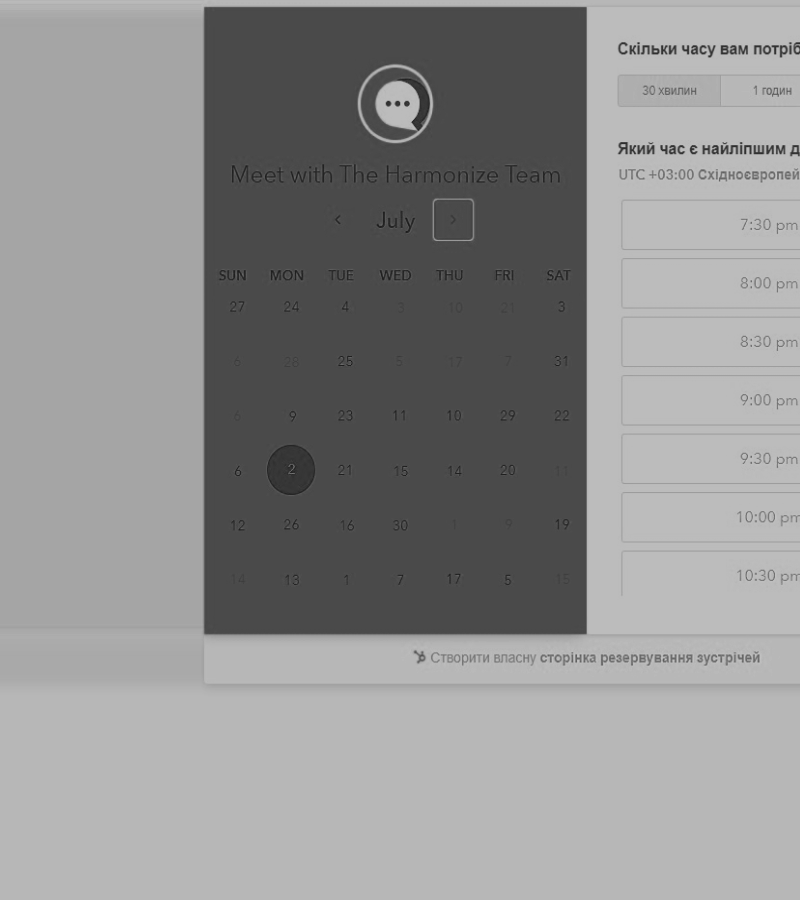 Meet with The Harmonize Team
July
SUN MON TUE WED THU FRI SAT
27 24 4 3 10 21 3
6 28 25 5 17 7 31
6 9 23 11 10 29 22
6 2 21 15 14 20 11
12 26 16 30 1 9 19
14 13 1 7 17 5 15
Скільки часу вам потріб
30 хвилин 1 годин
Який час є найліпшим д
UTC +03:00 Східноєвропей
7:30 pm
8:00 pm
8:30 pm
9:00 pm
9:30 pm
10:00 pm
10:30 pm
Створити власну сторінка резервування зустрічей